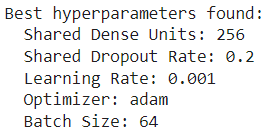 Best hyperparameters found:
Shared Dense Units: 256
Shared Dropout Rate: 0.2
Learning Rate: 0.001
Optimizer: adam
Batch Size: 64